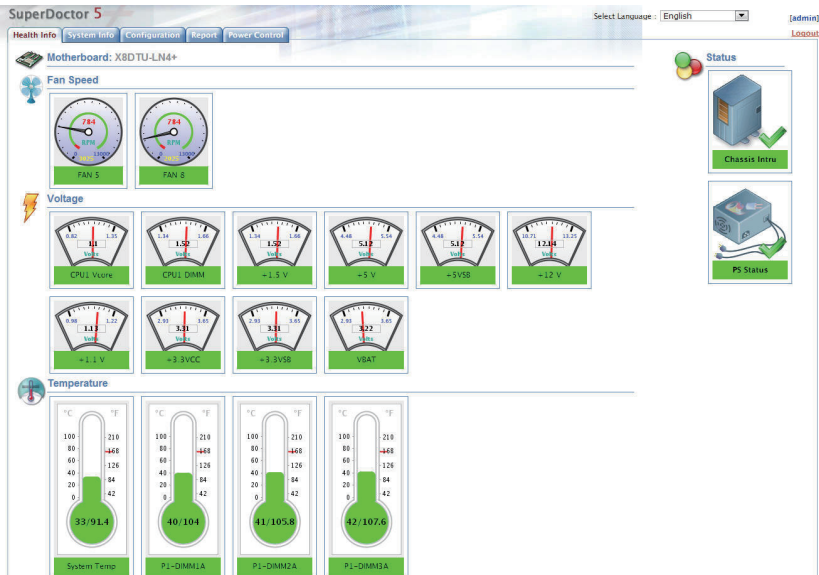 SuperDoctor 5
Select Language : English
[admin]
Health Info System Info Configuration Report Power Control
Logout
Motherboard: X8DTU-LN4+
Status
Fan Speed
784 784
RPM RPM
0 13000 0 13000
FAN 5 FAN 8
Chassis Intru
Voltage
0.82 1.35 1.34 1.66 1.34 1.66 4.48 5.54 4.48 5.54 10.71 13.25
1.1 1.52 1.52 5.12 5.12 12.14
Volts Volts Volts Volts Volts Volts
CPU1 Vcore CPU1 DIMM +1.5 V +5 V +5VSB +12 V
PS Status
0.98 1.22 2.93 3.65 2.93 3.65 2.93 3.65
1.13 3.31 3.31 3.22
Volts Volts Volts Volts
+1.1 V +3.3VCC +3.3VSB VBAT
Temperature
°C °F °C °F °C °F °C °F
100 210 100 210 100 210 100 210
80 168 80 168 80 168 80 168
60 126 60 126 60 126 60 126
40 84 40 84 40 84 40 84
20 42 20 42 20 42 20 42
0 0 0 0
33/91.4 40/104 41/105.8 42/107.6
System Temp P1-DIMM1A P1-DIMM2A P1-DIMM3A